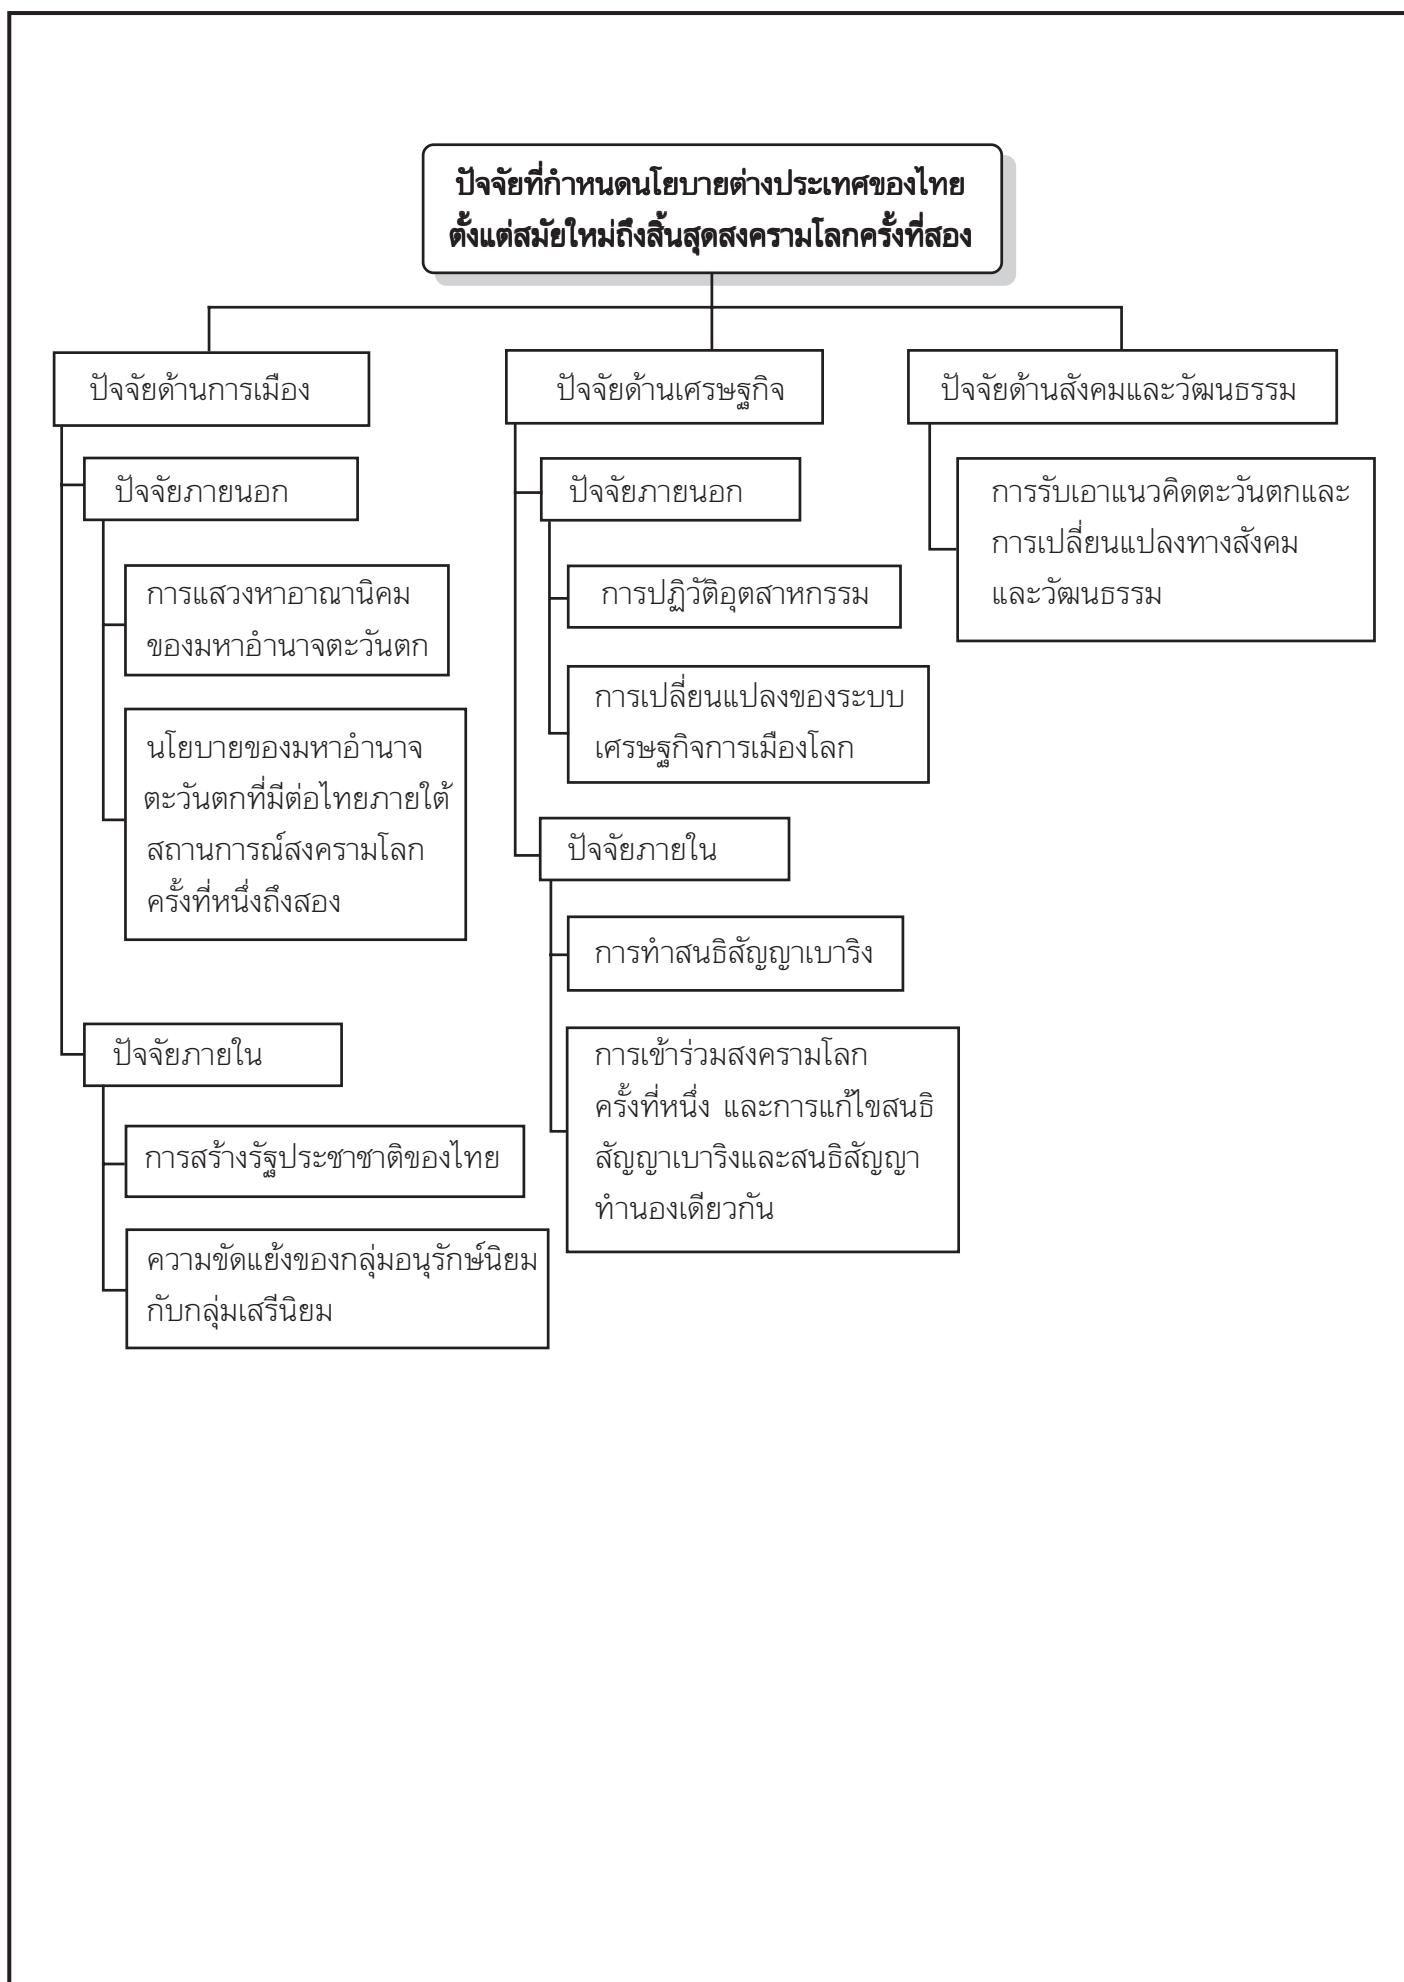 ปัจจัยที่กำหนดนโยบายต่างประเทศของไทย
ตั้งแต่สมัยใหม่ถึงสิ้นสุดสงครามโลกครั้งที่สอง
ปัจจัยด้านการเมือง
ปัจจัยภายนอก
การแสวงหาอาณานิคม
ของมหาอำนาจตะวันตก
นโยบายของมหาอำนาจ
ตะวันตกที่มีต่อไทยภายใต้
สถานการณ์สงครามโลก
ครั้งที่หนึ่งถึงสอง
ปัจจัยภายใน
การสร้างรัฐประชาชาติของไทย
ความขัดแย้งของกลุ่มอนุรักษ์นิยม
กับกลุ่มเสรีนิยม
ปัจจัยด้านเศรษฐกิจ
ปัจจัยภายนอก
การปฏิวัติอุตสาหกรรม
การเปลี่ยนแปลงของระบบ
เศรษฐกิจการเมืองโลก
ปัจจัยภายใน
การทำสนธิสัญญาเบาริง
การเข้าร่วมสงครามโลก
ครั้งที่หนึ่ง และการแก้ไขสนธิ
สัญญาเบาริงและสนธิสัญญา
ทำนองเดียวกัน
ปัจจัยด้านสังคมและวัฒนธรรม
การรับเอาแนวคิดตะวันตกและ
การเปลี่ยนแปลงทางสังคม
และวัฒนธรรม